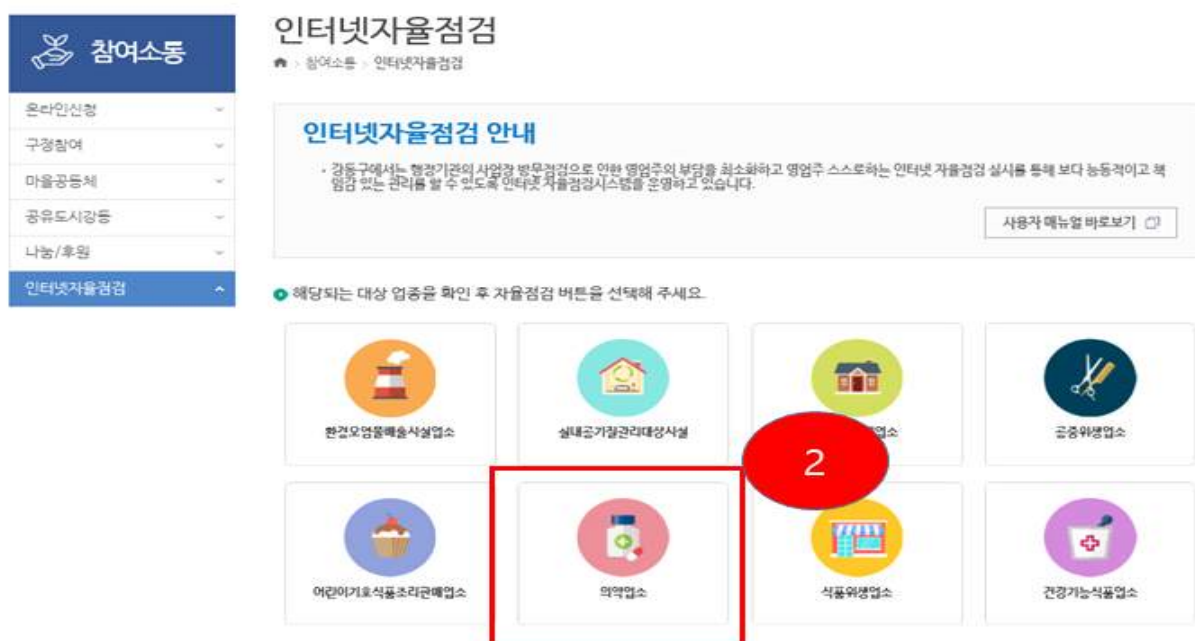 참여소통
온라인신청
구정참여
마을공동체
공유도시강동
나눔/후원
인터넷자율점검
인터넷자율점검
참여소통 > 인터넷자율점검
인터넷자율점검 안내
· 강동구에서는 행정기관의 사업장 방문점검으로 인한 영업주의 부담을 최소화하고 영업주 스스로하는 인터넷 자율점검 실시를 통해 보다 능동적이고 책
임감 있는 관리를 할 수 있도록 인터넷 자율점검시스템을 운영하고 있습니다.
사용자 매뉴얼 바로보기
해당되는 대상 업종을 확인 후 자율점검 버튼을 선택해 주세요.
환경오염물배출시설업소
실내공기질관리대상시설
업소
공중위생업소
2
어린이기호식품조리판매업소
의약업소
식품위생업소
건강기능식품업소